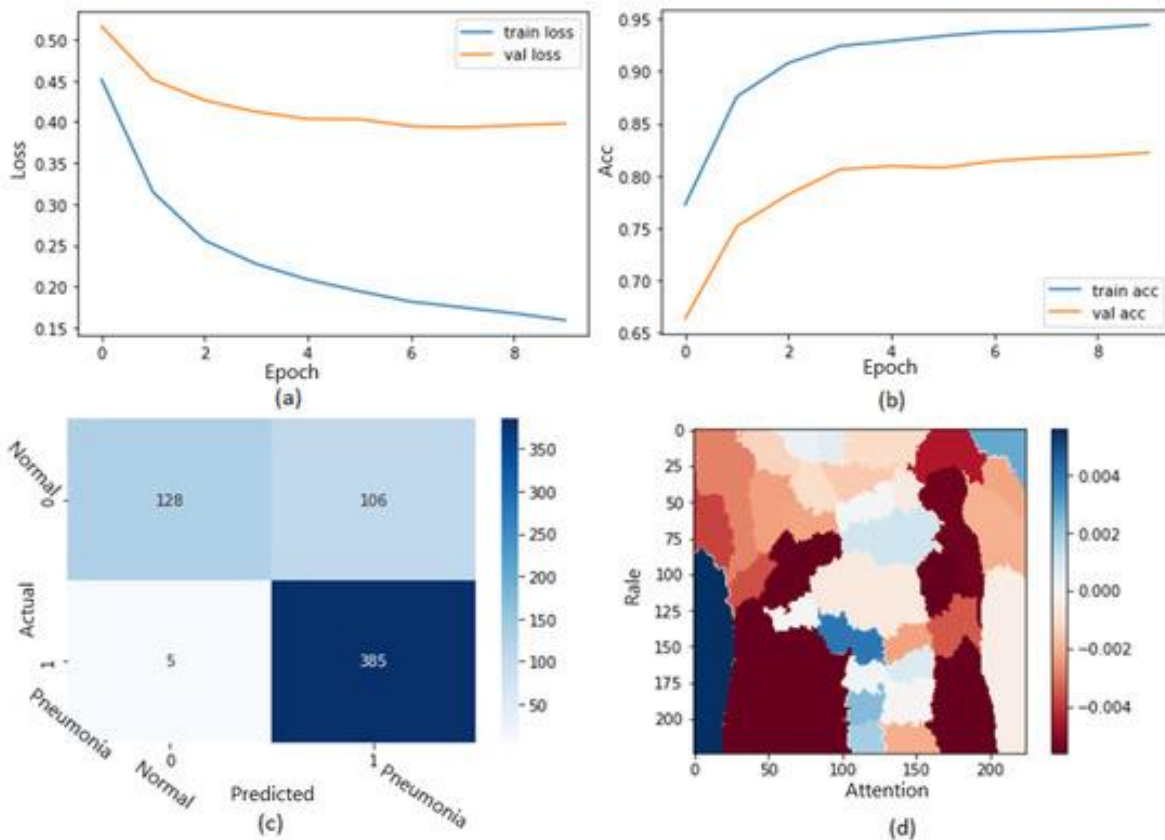 0.50
0.45
0.40
0.35
0.30
0.25
0.20
0.15
Loss
train loss
val loss
0 2 4 6 8
Epoch
(a)
0.95
0.90
0.85
0.80
0.75
0.70
0.65
Acc
train acc
val acc
0 2 4 6 8
Epoch
(b)
Normal
0
128 106
Actual
1
5 385
Pneumonia
0 1
Normal Pneumonia
Predicted
(c)
350
300
250
200
150
100
50
0
25
50
75
100
125
150
175
200
Rale
0 50 100 150 200
Attention
(d)
0.004
0.002
0.000
−0.002
−0.004